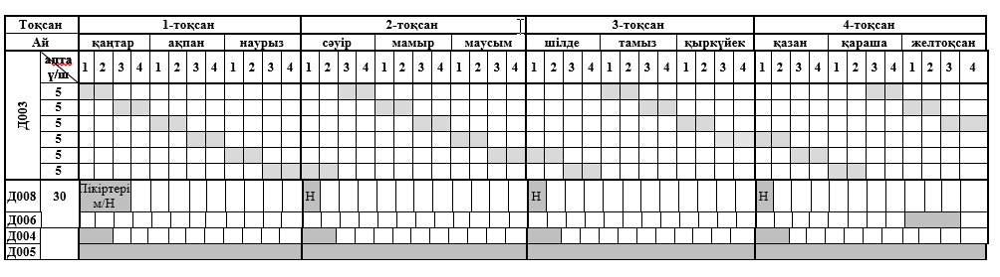 Тоқсан 1-тоқсан 2-тоқсан 3-тоқсан 4-тоқсан
Ай қаңтар ақпан наурыз сәуір мамыр маусым шілде тамыз қыркүйек қазан қараша желтоқсан
Д003 апта ү/ш 1 2 3 4 1 2 3 4 1 2 3 4 1 2 3 4 1 2 3 4 1 2 3 4 1 2 3 4 1 2 3 4 1 2 3 4 1 2 3 4 1 2 3 4 1 2 3 4
5
5
5
5
5
5
Д008 30 Пікіртері м/Н Н Н Н
Д006
Д004
Д005